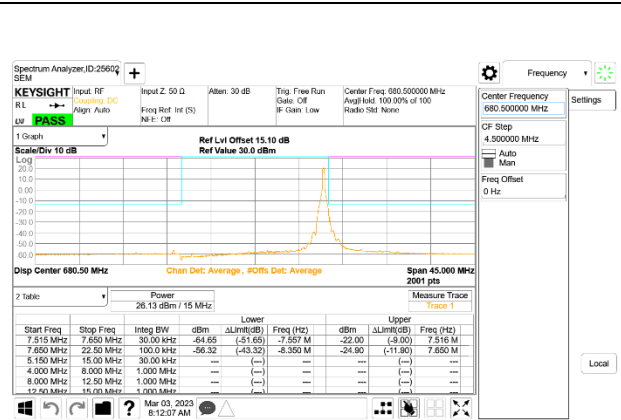 Spectrum Analyzer,ID:25602
SEM
Frequency
KEYSIGHT
RL
LW PASS
Input: RF
Coupling: DC
Align: Auto
Input Z: 50 Ω
Freq Ref: Int (S)
NFE: Off
Atten: 30 dB
Trig: Free Run
Gate: Off
IF Gain: Low
Center Freq: 680.500000 MHz
Avg|Hold: 100.00% of 100
Radio Std: None
Center Frequency
680.500000 MHz
Settings
CF Step
4.500000 MHz
Auto
Man
Freq Offset
0 Hz
Local
1 Graph
Scale/Div 10 dB
Ref Lvl Offset 15.10 dB
Ref Value 30.0 dBm
Log
20.0
10.0
0.00
-10.0
-20.0
-30.0
-40.0
-50.0
-60.0
Disp Center 680.50 MHz
Chan Det: Average , #Offs Det: Average
Span 45.000 MHz
2001 pts
2 Table
Power
26.13 dBm / 15 MHz
Measure Trace
Trace 1
Lower Upper
Start Freq Stop Freq Integ BW dBm ΔLimit(dB) Freq (Hz) dBm ΔLimit(dB) Freq (Hz)
7.515 MHz 7.650 MHz 30.00 kHz -64.65 (-51.65) -7.557 M -22.00 (-9.00) 7.516 M
7.650 MHz 22.50 MHz 100.0 kHz -56.32 (-43.32) -8.350 M -24.90 (-11.90) 7.650 M
5.150 MHz 15.00 MHz 30.00 kHz --- (---) --- --- (---) ---
4.000 MHz 8.000 MHz 1.000 MHz --- (---) --- --- (---) ---
8.000 MHz 12.50 MHz 1.000 MHz --- (---) --- --- (---) ---
12.50 MHz 15.00 MHz 1.000 MHz --- (---) --- --- (---) ---
Mar 03, 2023
8:12:07 AM